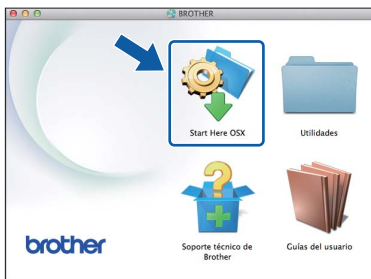 BROTHER
Start Here OSX
Utilidades
Soporte técnico de
Brother
Guías del usuario
brother
?